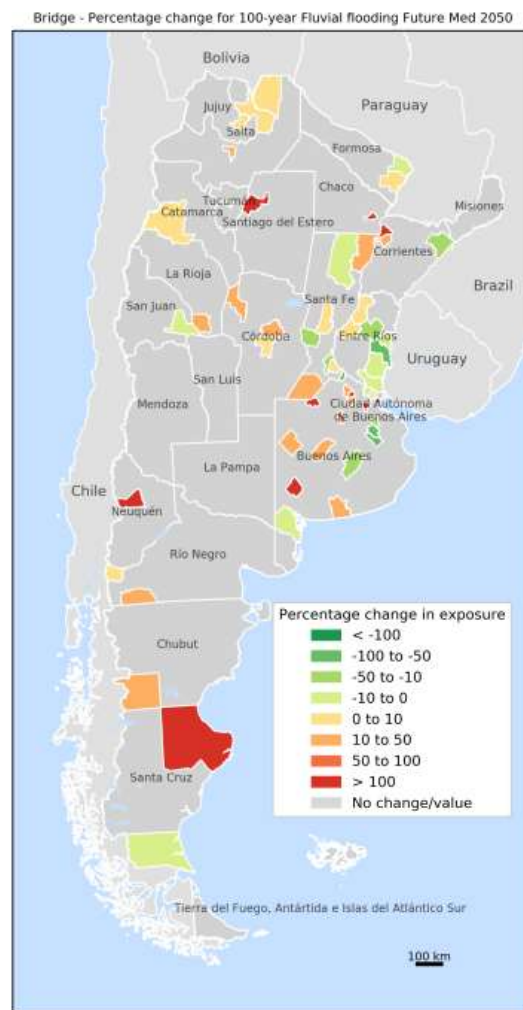 Bridge - Percentage change for 100-year Fluvial flooding Future Med 2050
Bolivia
Jujuy
Paraguay
Salta
Formosa
Chaco
Tucumán
Misiones
Catamarca
Santiago del Estero
Corrientes
La Rioja
Brazil
Santa Fe
San Juan
Córdoba
Entre Ríos
Uruguay
San Luis
Mendoza
Ciudad Autónoma
de Buenos Aires
La Pampa
Buenos Aires
Chile
Neuquén
Río Negro
Chubut
Santa Cruz
Percentage change in exposure
< -100
-100 to -50
-50 to -10
-10 to 0
0 to 10
10 to 50
50 to 100
> 100
No change/value
Tierra del Fuego, Antártida e Islas del Atlántico Sur
100 km